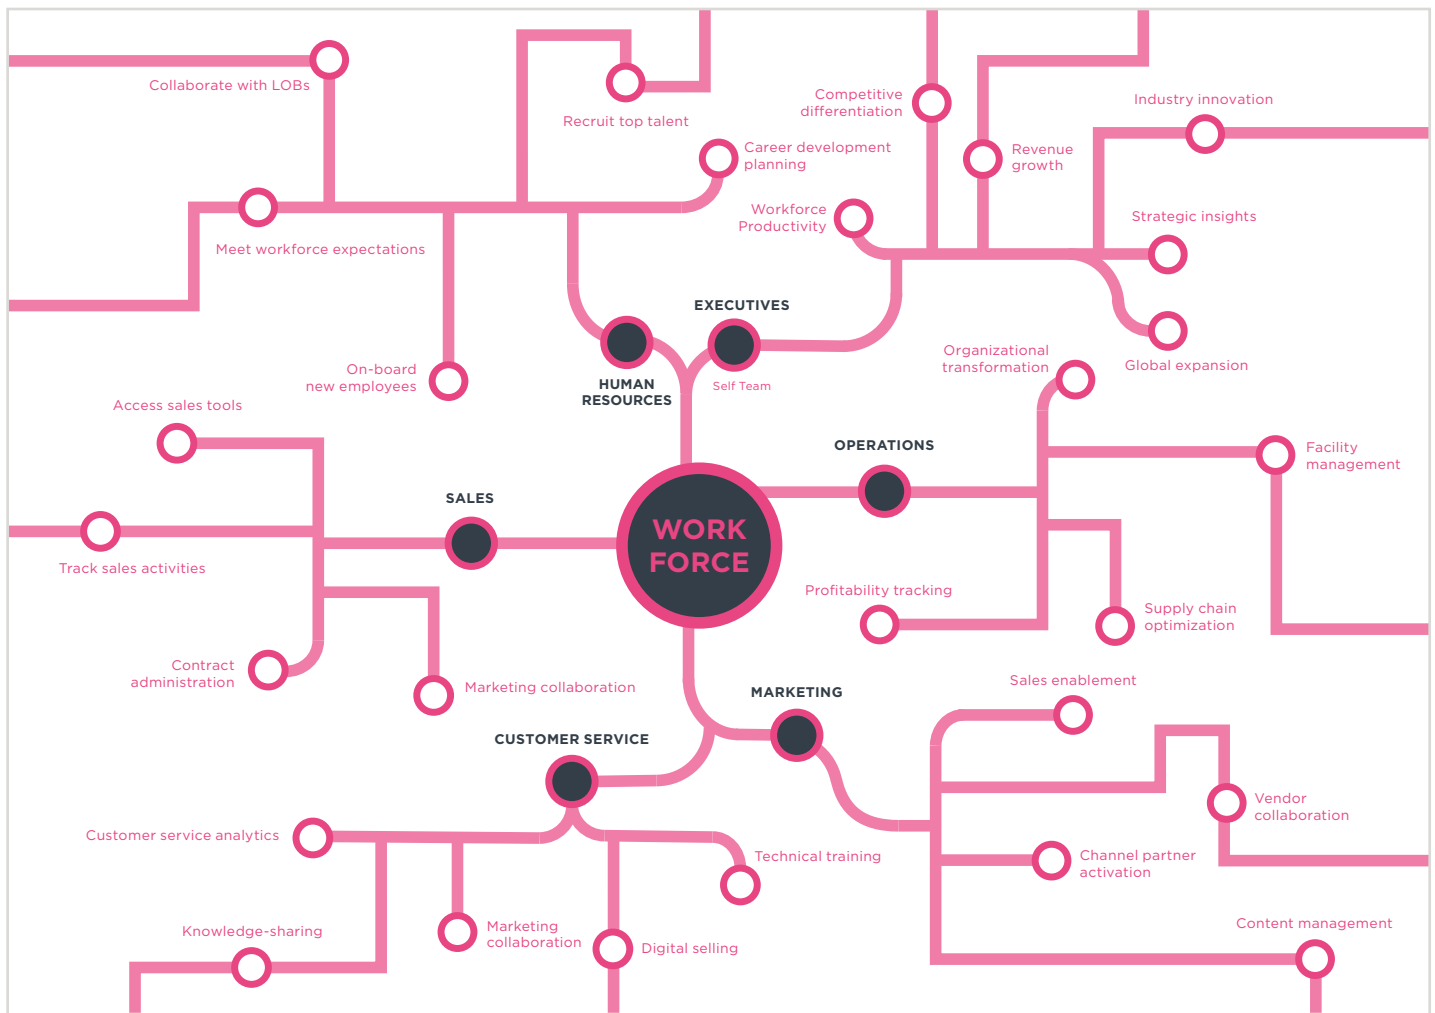 Collaborate with LOBs
Recruit top talent
Career development
planning
Meet workforce expectations
On-board
new employees
HUMAN
RESOURCES
Competitive
differentiation
Revenue
growth
Industry innovation
Workforce
Productivity
Strategic insights
Global expansion
EXECUTIVES
Self Team
Organizational
transformation
OPERATIONS
Facility
management
Profitability tracking
Supply chain
optimization
Access sales tools
SALES
Track sales activities
Contract
administration
Marketing collaboration
WORK
FORCE
MARKETING
Sales enablement
Vendor
collaboration
Channel partner
activation
Content management
CUSTOMER SERVICE
Customer service analytics
Technical training
Knowledge-sharing
Marketing
collaboration
Digital selling